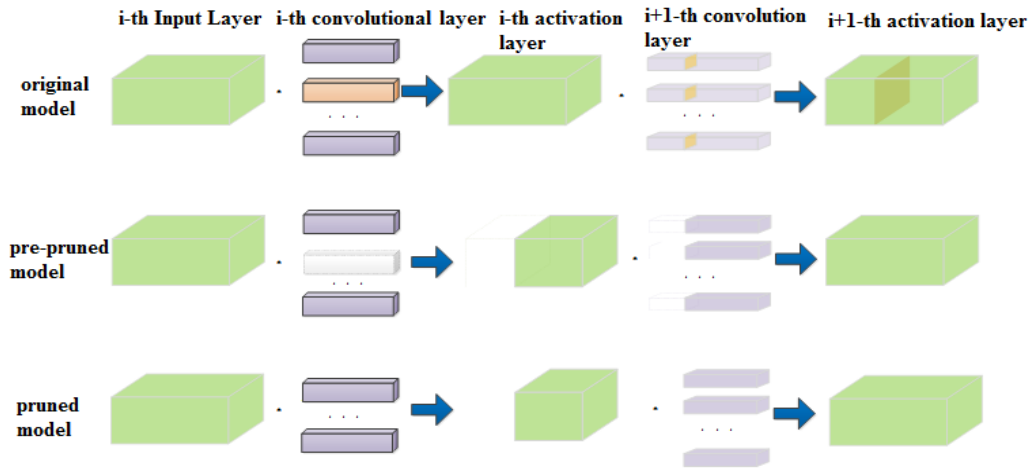 i-th Input Layer
i-th convolutional layer
i-th activation
layer
i+1-th convolution
layer
i+1-th activation layer
original
model
. . .
. . .
pre-pruned
model
. . .
. . .
pruned
model
. . .
. . .